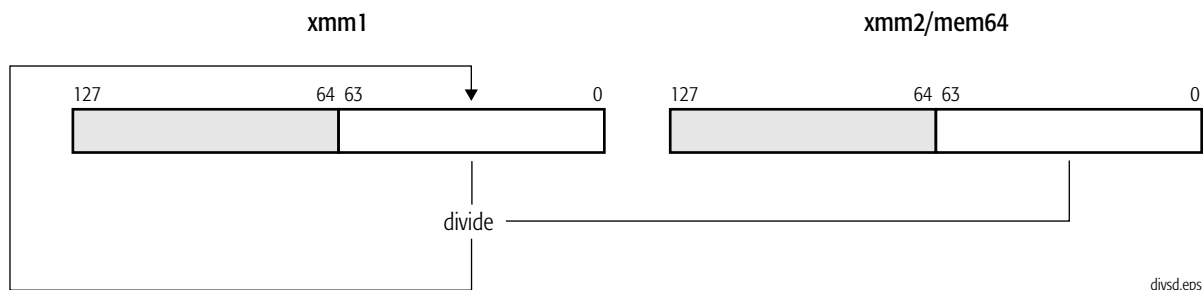 xmm1 xmm2/mem64
127 64 63 0 127 64 63 0
divide
divsd.eps